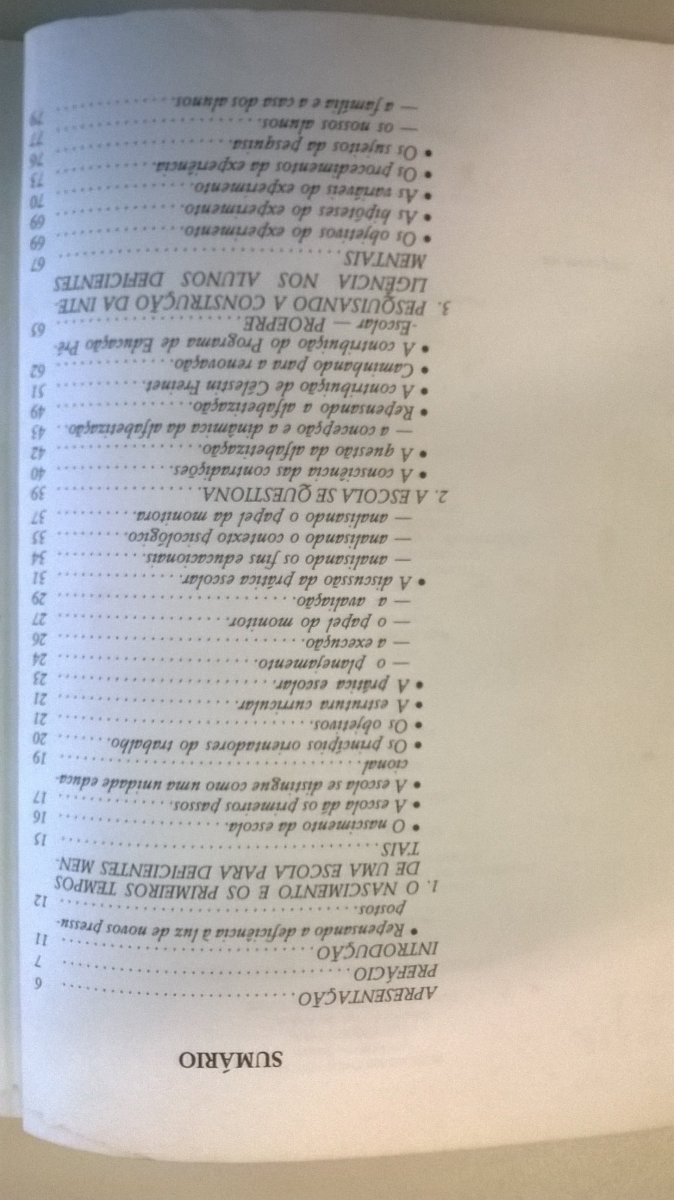 SUMÁRIO
APRESENTAÇÃO . . . . . . . . . . . . . . . . . . . . . . . . 6
PREFÁCIO . . . . . . . . . . . . . . . . . . . . . . . . . . . . . 7
INTRODUÇÃO . . . . . . . . . . . . . . . . . . . . . . . . . . 11
• Repensando a deficiência à luz de novos pressu-
postos. . . . . . . . . . . . . . . . . . . . . . . . . . . . . . 12
1. O NASCIMENTO E OS PRIMEIROS TEMPOS
DE UMA ESCOLA PARA DEFICIENTES MEN-
TAIS . . . . . . . . . . . . . . . . . . . . . . . . . . . . . . . 15
• O nascimento da escola. . . . . . . . . . . . . . . . . . 16
• A escola dá os primeiros passos. . . . . . . . . . . . . 17
• A escola se distingue como uma unidade educa-
cional. . . . . . . . . . . . . . . . . . . . . . . . . . . . . . 19
• Os princípios orientadores do trabalho. . . . . . . 20
• Os objetivos. . . . . . . . . . . . . . . . . . . . . . . . . . 21
• A estrutura curricular. . . . . . . . . . . . . . . . . . . 21
• A prática escolar. . . . . . . . . . . . . . . . . . . . . . . 23
— o planejamento. . . . . . . . . . . . . . . . . . . . . . 24
— a execução. . . . . . . . . . . . . . . . . . . . . . . . . 26
— o papel do monitor. . . . . . . . . . . . . . . . . . . 27
— a avaliação. . . . . . . . . . . . . . . . . . . . . . . . . 29
• A discussão da prática escolar. . . . . . . . . . . . . . 31
— analisando os fins educacionais. . . . . . . . . . . 34
— analisando o contexto psicológico. . . . . . . . . 35
— analisando o papel da monitora. . . . . . . . . . . 37
2. A ESCOLA SE QUESTIONA . . . . . . . . . . . . . . . 39
• A consciência das contradições. . . . . . . . . . . . . 40
• A questão da alfabetização. . . . . . . . . . . . . . . . 42
— a concepção e a dinâmica da alfabetização. . 43
• Repensando a alfabetização. . . . . . . . . . . . . . . 49
• A contribuição de Célestin Freinet. . . . . . . . . . 51
• Caminhando para a renovação. . . . . . . . . . . . . 62
• A contribuição do Programa de Educação Pré-
-Escolar — PROEPRE . . . . . . . . . . . . . . . . . . . 65
3. PESQUISANDO A CONSTRUÇÃO DA INTE-
LIGÊNCIA NOS ALUNOS DEFICIENTES
MENTAIS. . . . . . . . . . . . . . . . . . . . . . . . . . . . 67
• Os objetivos do experimento. . . . . . . . . . . . . . 69
• As hipóteses do experimento. . . . . . . . . . . . . . 69
• As variáveis do experimento. . . . . . . . . . . . . . . 70
• Os procedimentos da experiência. . . . . . . . . . . 73
• Os sujeitos da pesquisa. . . . . . . . . . . . . . . . . . 76
— os nossos alunos. . . . . . . . . . . . . . . . . . . . . 77
— a família e a casa dos alunos. . . . . . . . . . . . . 79